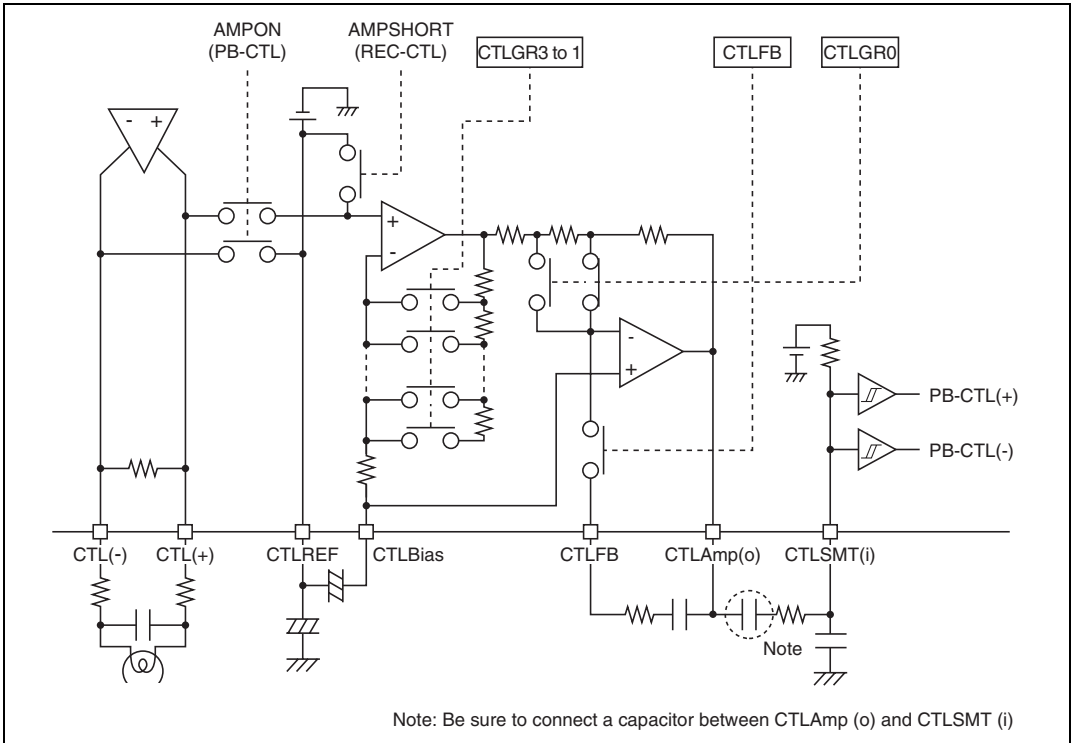 AMPON
(PB-CTL)
AMPSHORT
(REC-CTL)
CTLGR3 to 1
CTLFB
CTLGR0
- +
+
-
-
+
PB-CTL(+)
PB-CTL(-)
CTL(-)
CTL(+)
CTLREF
CTLBias
CTLFB
CTLAmp(o)
CTLSMT(i)
Note
Note: Be sure to connect a capacitor between CTLAmp (o) and CTLSMT (i)